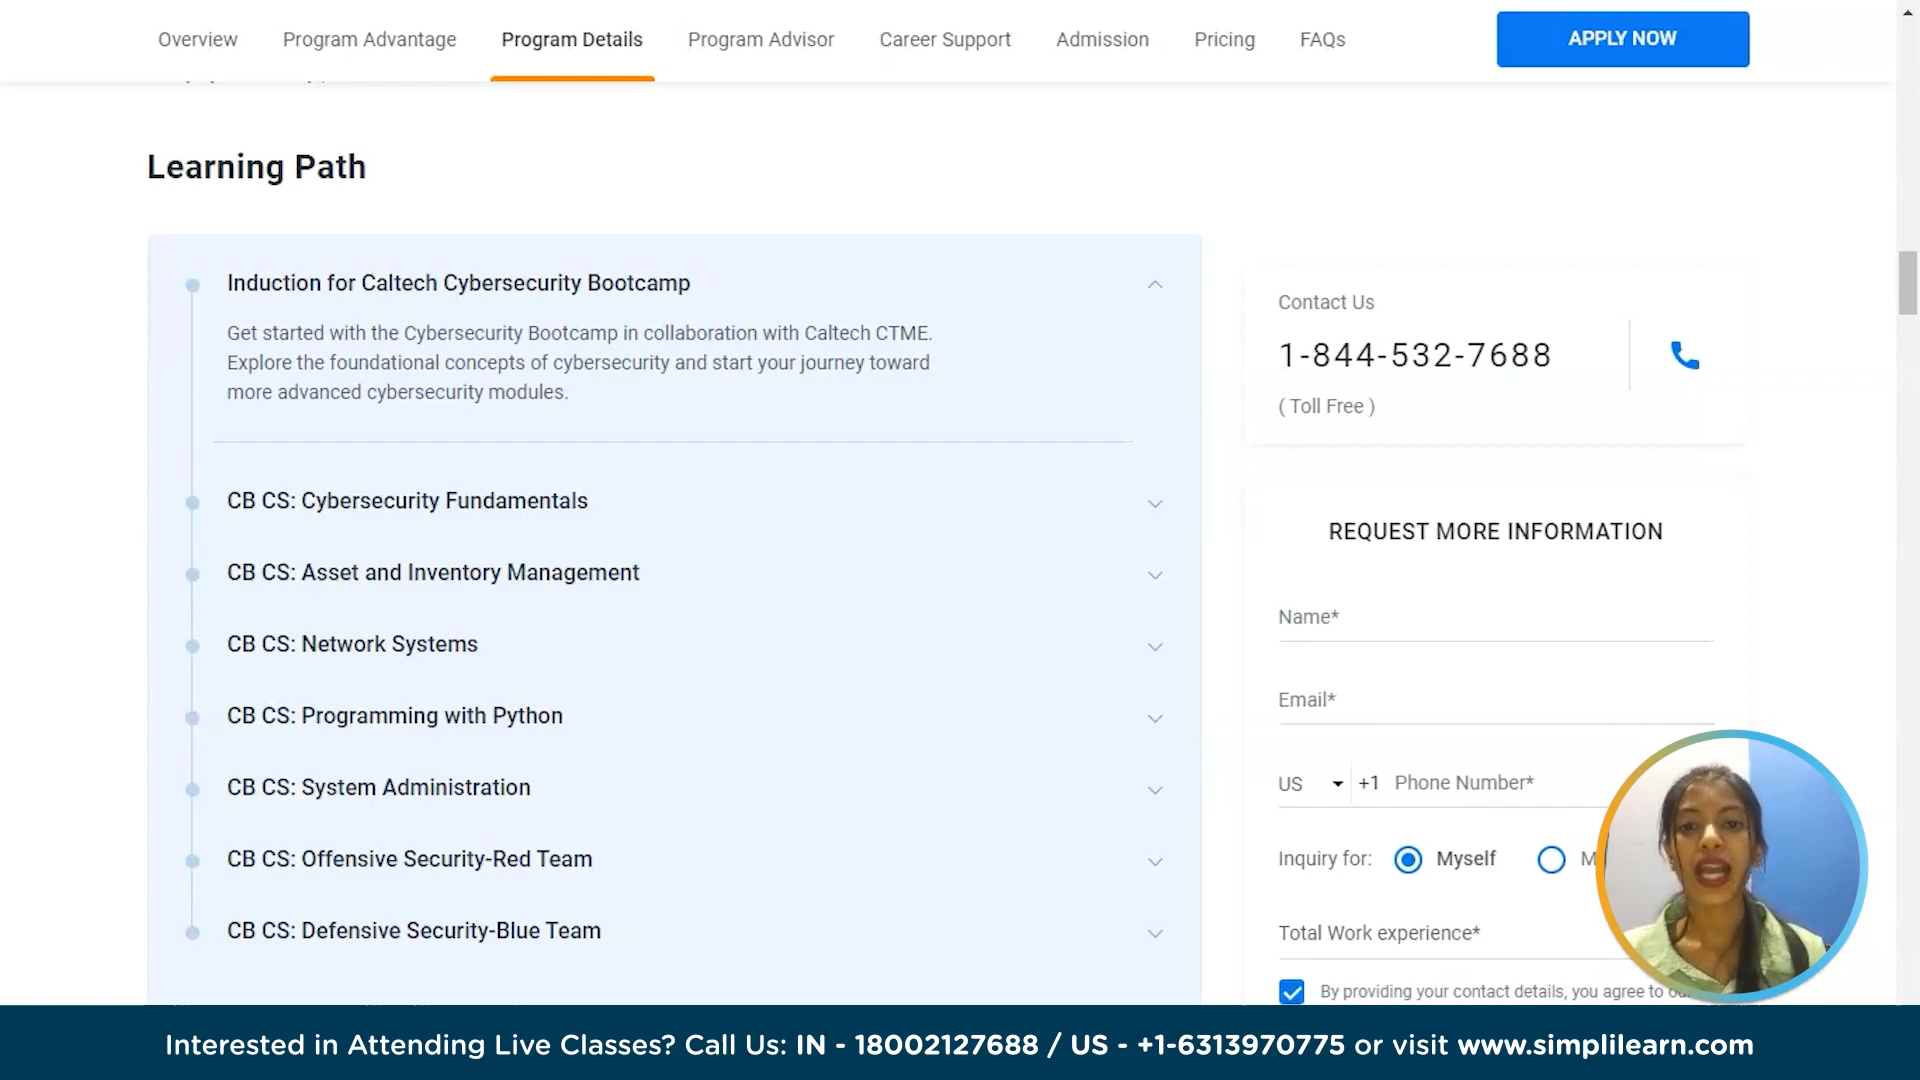 Overview Program Advantage Program Details Program Advisor Career Support Admission Pricing FAQs APPLY NOW
Learning Path
Induction for Caltech Cybersecurity Bootcamp
Get started with the Cybersecurity Bootcamp in collaboration with Caltech CTME.
Explore the foundational concepts of cybersecurity and start your journey toward
more advanced cybersecurity modules.
CB CS: Cybersecurity Fundamentals
CB CS: Asset and Inventory Management
CB CS: Network Systems
CB CS: Programming with Python
CB CS: System Administration
CB CS: Offensive Security-Red Team
CB CS: Defensive Security-Blue Team
Contact Us
1-844-532-7688
( Toll Free )
REQUEST MORE INFORMATION
Name*
Email*
US +1 Phone Number*
Inquiry for: Myself
Total Work experience*
By providing your contact details, you agree to
Interested in Attending Live Classes? Call Us: IN - 18002127688 / US - +1-6313970775 or visit www.simplilearn.com